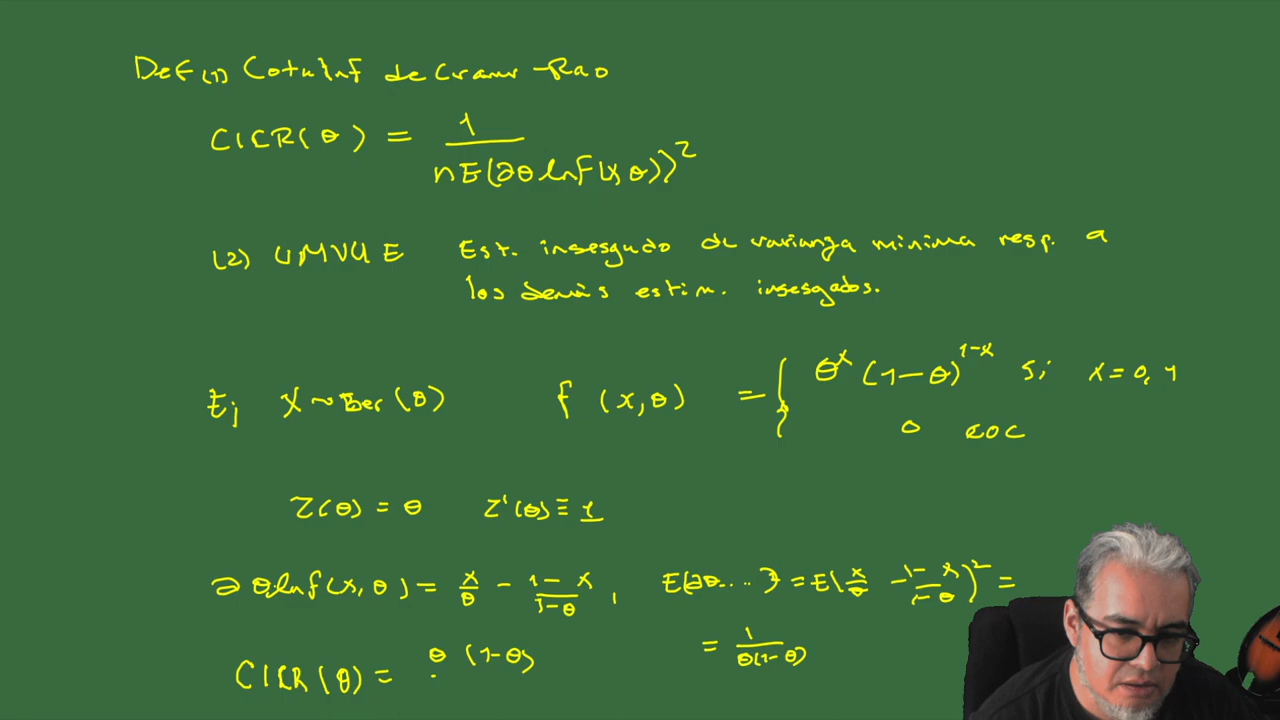 Def (1) Cota Inf de Cramer-Rao
CICR(θ) = 1 / nE(∂θ ln f(x,θ))²
(2) UMVUE Est. insesgado de varianza minima resp. a
los demás estim. insesgados.
Ej X ~ Ber(θ) f(x,θ) = { θ^x (1-θ)^{1-x} si x=0,1
0 EOC
τ(θ) = θ τ'(θ) ≡ 1
∂θ ln f(x,θ) = x/θ - (1-x)/(1-θ) , E(∂θ....)² = E(x/θ - (1-x)/(1-θ))² =
= 1/θ(1-θ)
CICR(θ) = θ(1-θ)